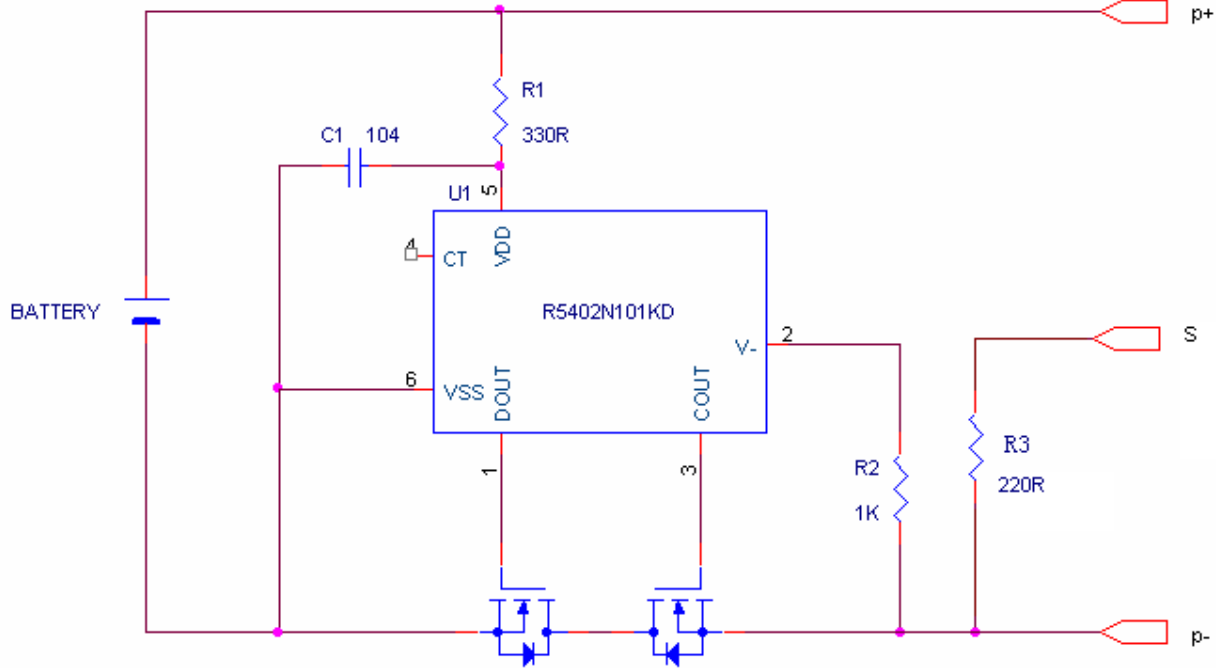 p+
R1
330R
C1 104
U1
5
4
CT
VDD
BATTERY
R5402N101KD
S
2
V-
6
VSS
DOUT
COUT
R3
220R
R2
1K
1
3
p-